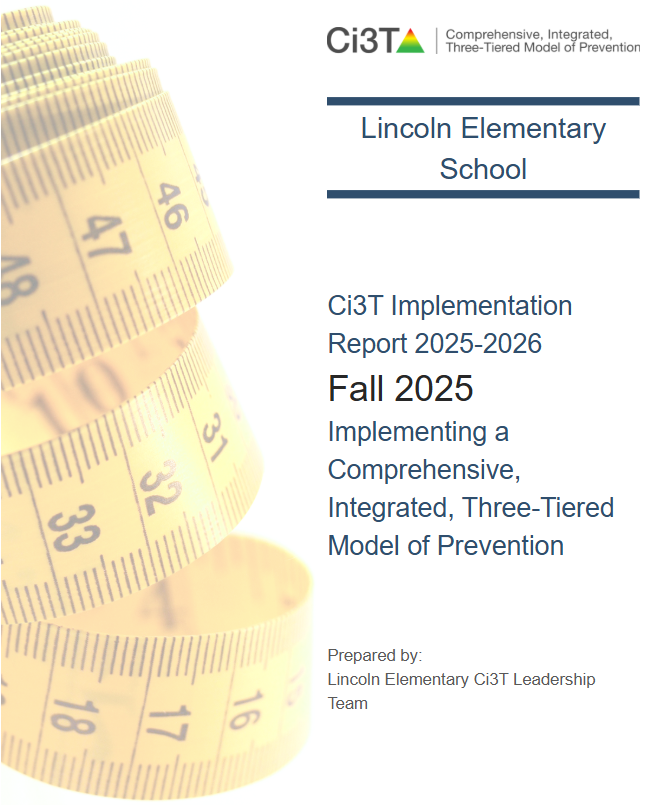 Ci3T
Comprehensive, Integrated,
Three-Tiered Model of Prevention
Lincoln Elementary
School
Ci3T Implementation
Report 2025-2026
Fall 2025
Implementing a
Comprehensive,
Integrated, Three-Tiered
Model of Prevention
Prepared by:
Lincoln Elementary Ci3T Leadership
Team
46
47
48
10
31
32
33
16
17
18